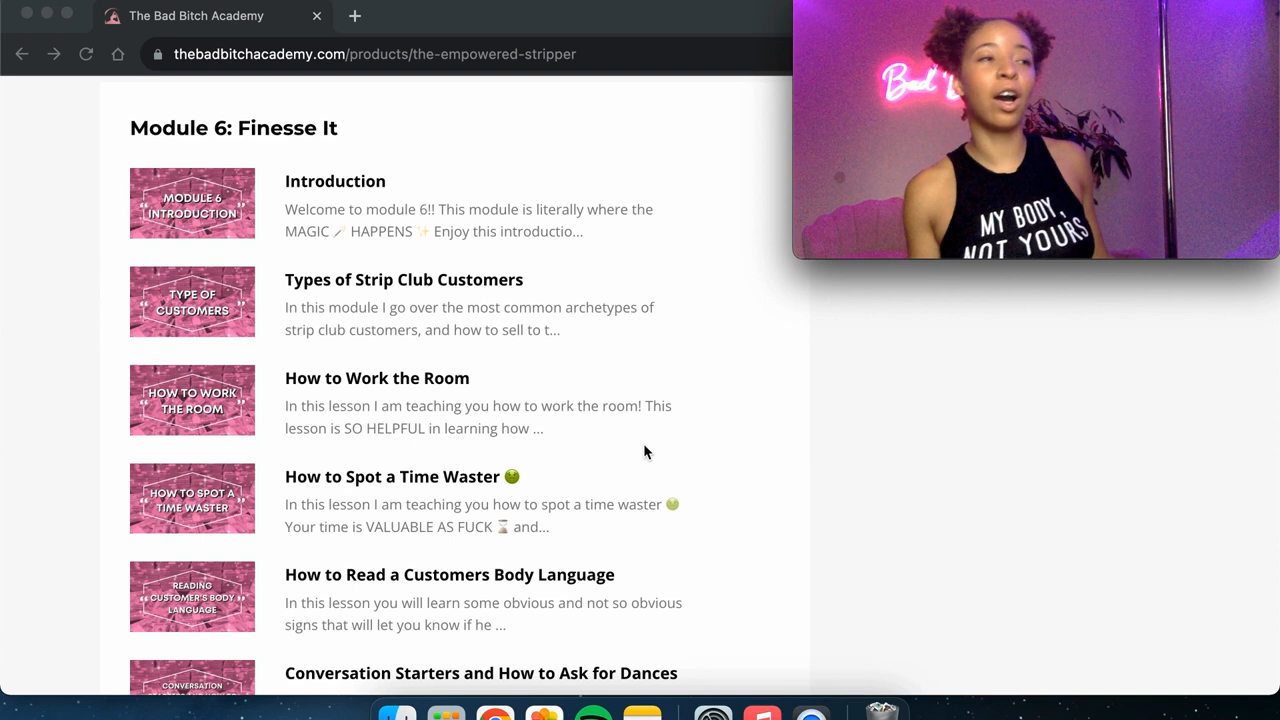 The Bad Bitch Academy
thebadbitchacademy.com/products/the-empowered-stripper
Bad
MY BODY,
NOT YOURS
Module 6: Finesse It
MODULE 6
INTRODUCTION
Introduction
Welcome to module 6!! This module is literally where the
MAGIC 🪄 HAPPENS ✨ Enjoy this introductio...
TYPE OF
CUSTOMERS
Types of Strip Club Customers
In this module I go over the most common archetypes of
strip club customers, and how to sell to t...
HOW TO WORK
THE ROOM
How to Work the Room
In this lesson I am teaching you how to work the room! This
lesson is SO HELPFUL in learning how ...
HOW TO SPOT A
TIME WASTER
How to Spot a Time Waster 🤢
In this lesson I am teaching you how to spot a time waster 🤢
Your time is VALUABLE AS FUCK ⌛ and...
READING
CUSTOMER'S BODY
LANGUAGE
How to Read a Customers Body Language
In this lesson you will learn some obvious and not so obvious
signs that will let you know if he ...
CONVERSATION
Conversation Starters and How to Ask for Dances